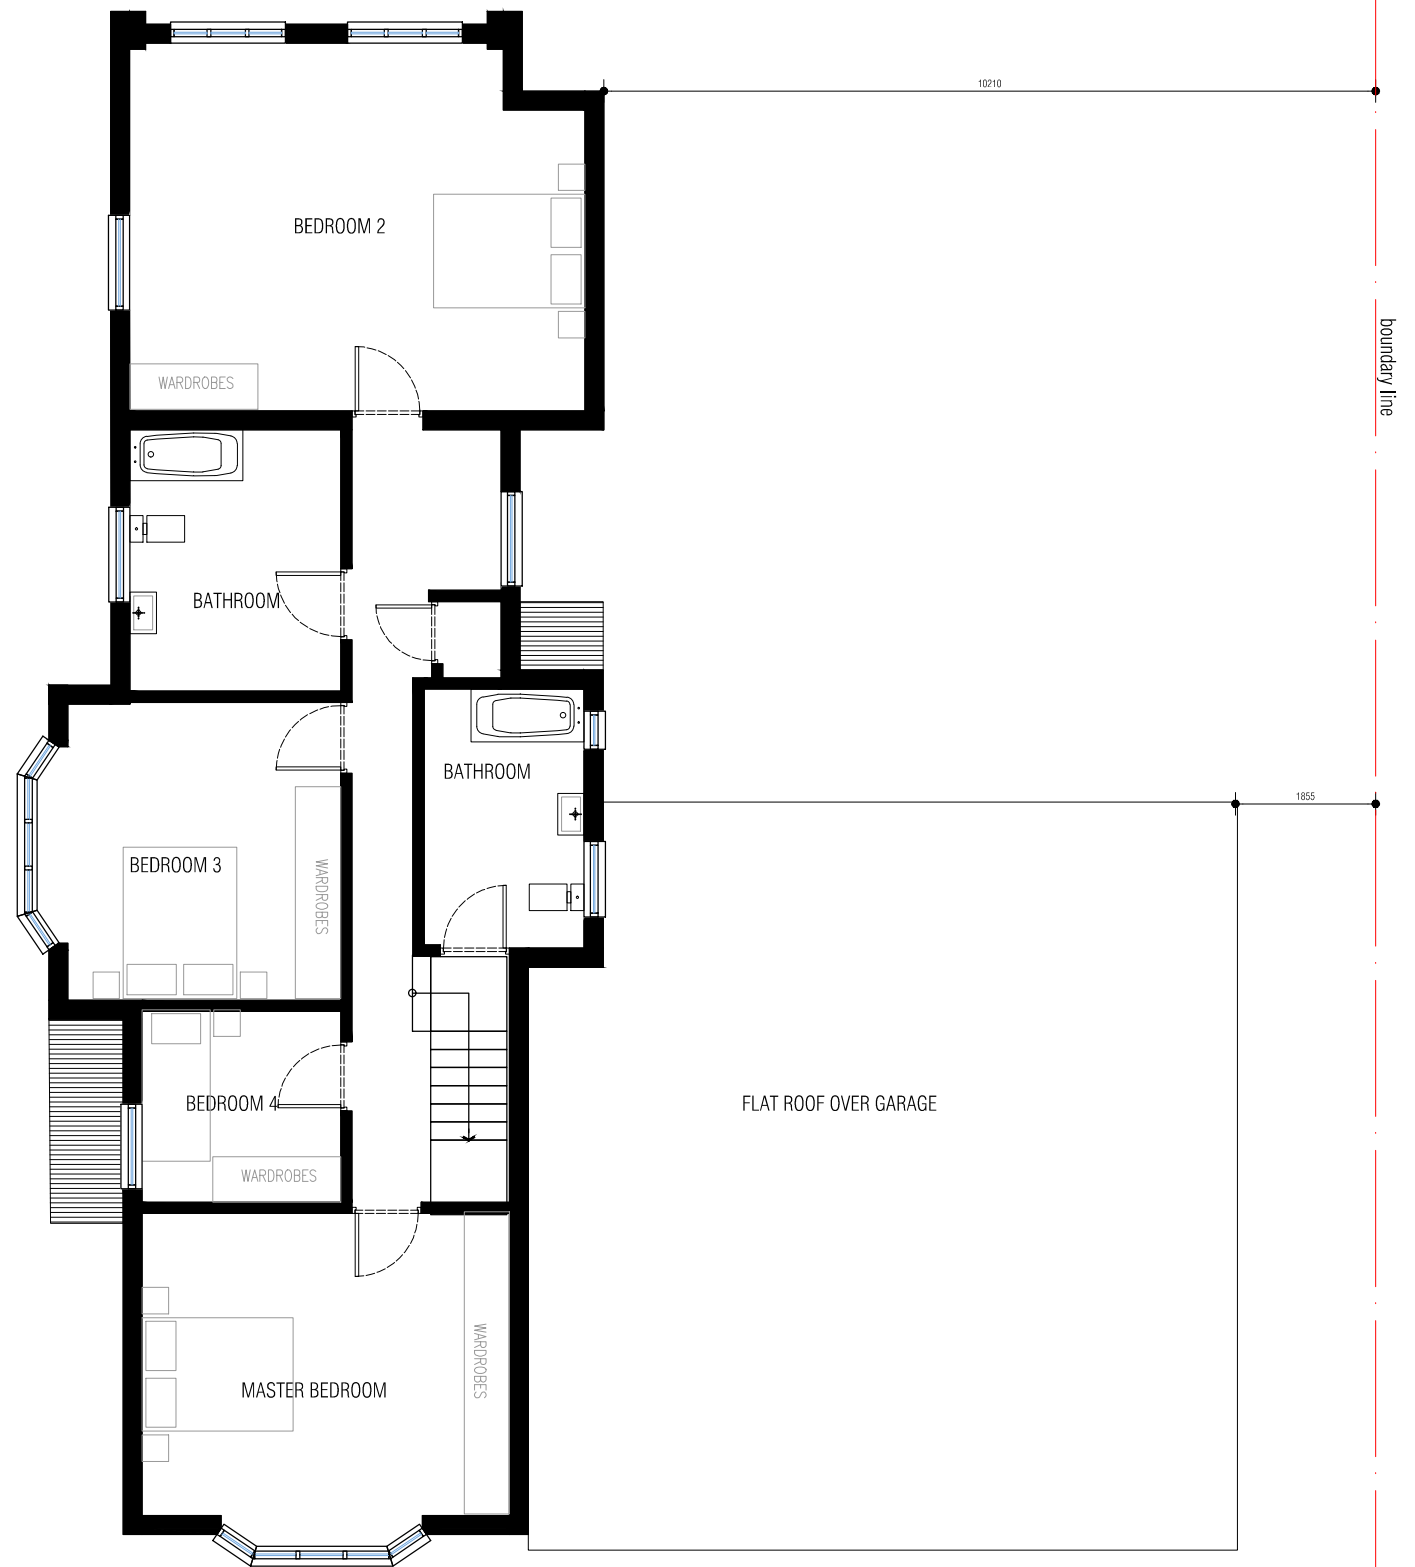 10210
BEDROOM 2
boundary line
WARDROBES
BATHROOM
BATHROOM
1855
BEDROOM 3
WARDROBES
BEDROOM 4
FLAT ROOF OVER GARAGE
WARDROBES
WARDROBES
MASTER BEDROOM